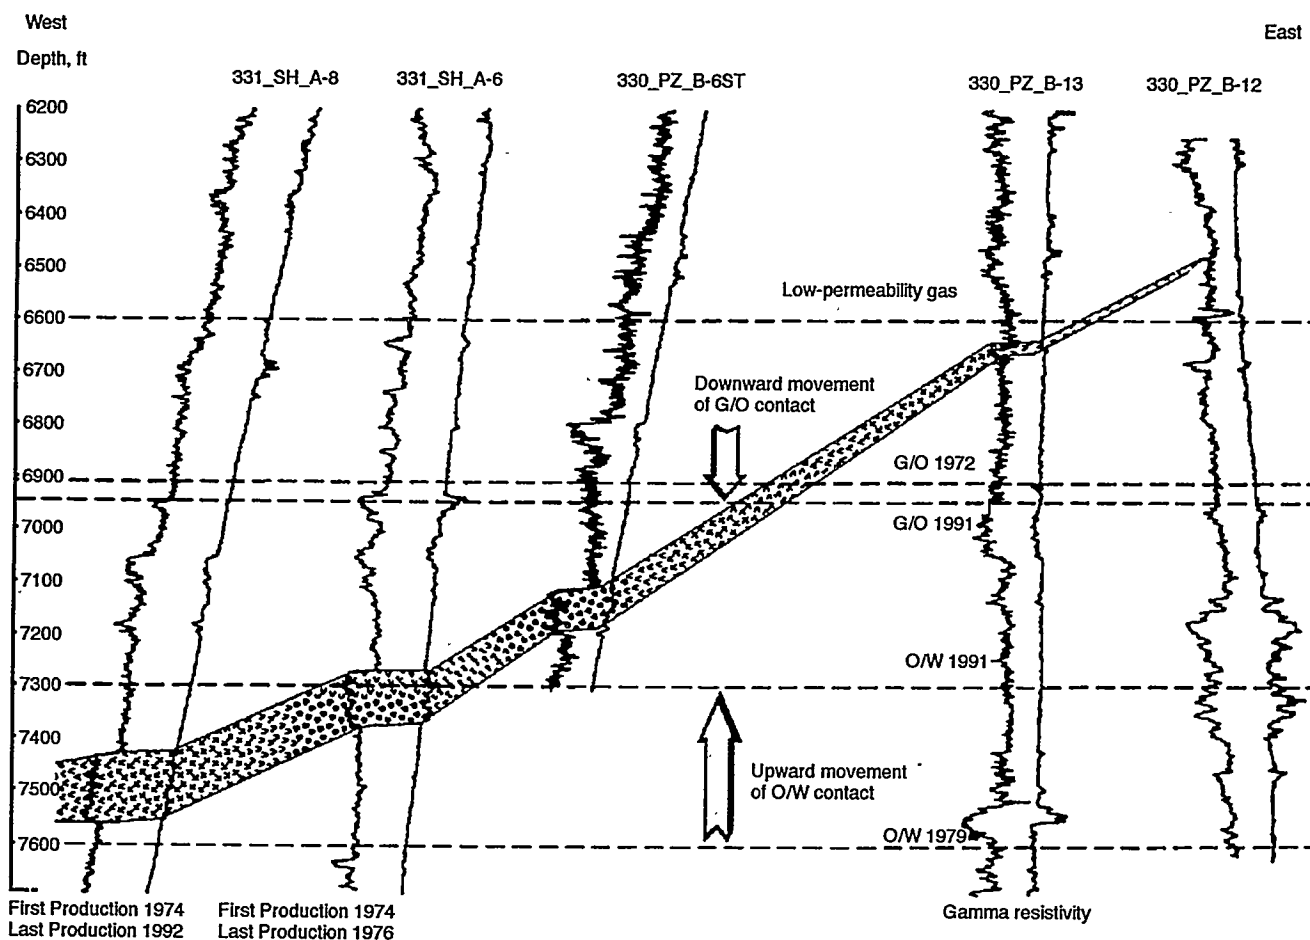 West
East
Depth, ft
331_SH_A-8
331_SH_A-6
330_PZ_B-6ST
330_PZ_B-13
330_PZ_B-12
6200
6300
6400
6500
Low-permeability gas
6600
6700
Downward movement
of G/O contact
6800
G/O 1972
6900
7000
G/O 1991
7100
7200
O/W 1991
7300
7400
Upward movement
of O/W contact
7500
O/W 1979
7600
First Production 1974
Last Production 1992
First Production 1974
Last Production 1976
Gamma resistivity